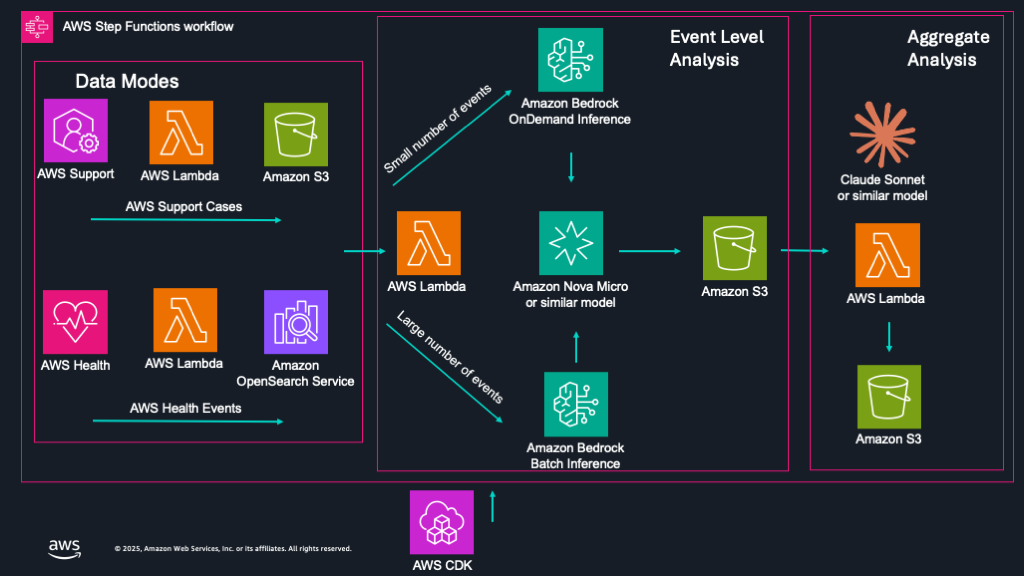 AWS Step Functions workflow
Data Modes
AWS Support
AWS Lambda
Amazon S3
AWS Support Cases
AWS Health
AWS Lambda
Amazon
OpenSearch Service
AWS Health Events
Event Level
Analysis
Amazon Bedrock
OnDemand Inference
Small number of events
AWS Lambda
Amazon Nova Micro
or similar model
Amazon S3
Large number of events
Amazon Bedrock
Batch Inference
Aggregate
Analysis
Claude Sonnet
or similar model
AWS Lambda
Amazon S3
AWS CDK
aws
© 2025, Amazon Web Services, Inc. or its affiliates. All rights reserved.